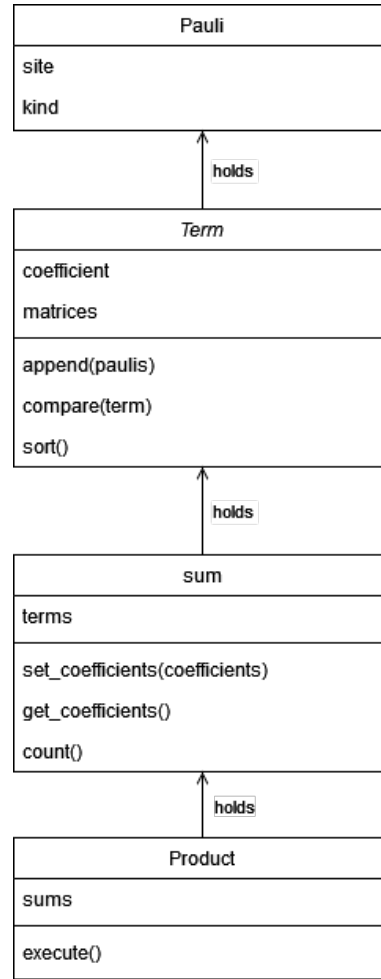 Pauli
site
kind
holds
Term
coefficient
matrices
append(paulis)
compare(term)
sort()
holds
sum
terms
set_coefficients(coefficients)
get_coefficients()
count()
holds
Product
sums
execute()